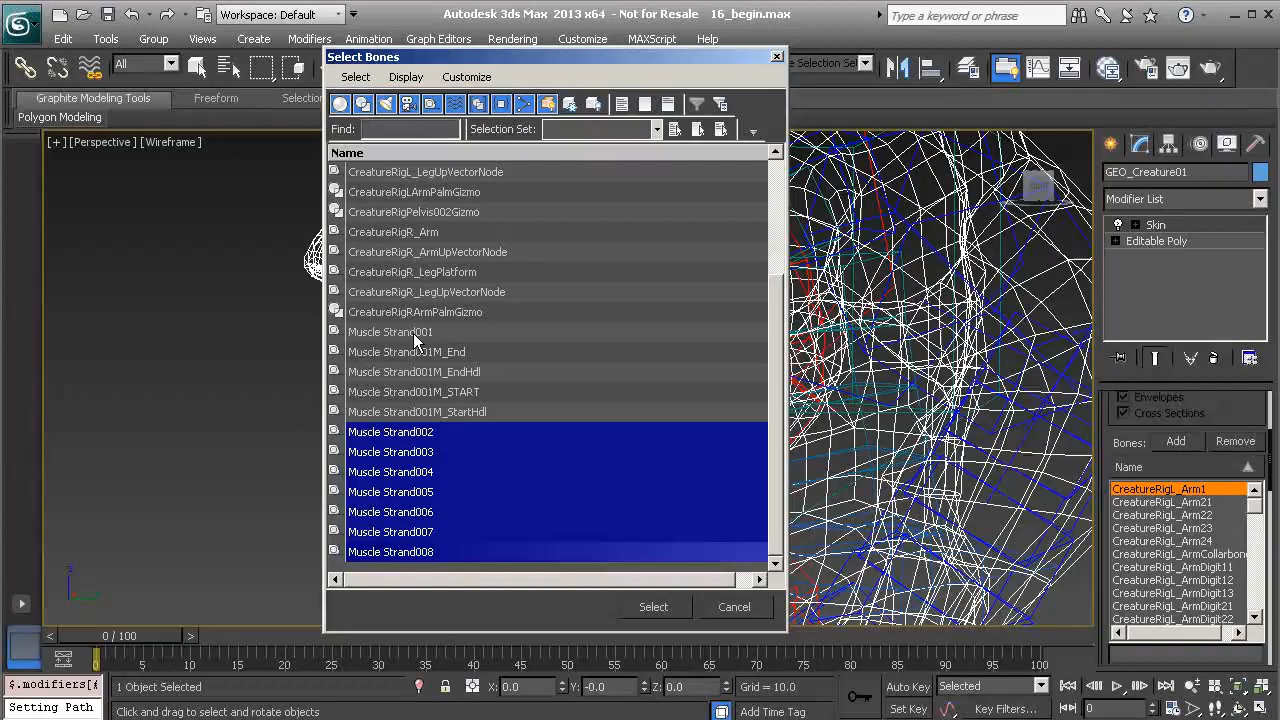 Workspace: Default
Autodesk 3ds Max 2013 x64 - Not for Resale 16_begin.max
Type a keyword or phrase
Edit Tools Group Views Create Modifiers Animation Graph Editors Rendering Customize MAXScript Help
All
Selection Se
Graphite Modeling Tools Freeform Selection
Polygon Modeling
Select Bones
Select Display Customize
Find: Selection Set:
Name
CreatureRigL_LegUpVectorNode
CreatureRigLArmPalmGizmo
CreatureRigPelvis002Gizmo
CreatureRigR_Arm
CreatureRigR_ArmUpVectorNode
CreatureRigR_LegPlatform
CreatureRigR_LegUpVectorNode
CreatureRigRArmPalmGizmo
Muscle Strand001
Muscle Strand001M_End
Muscle Strand001M_EndHdl
Muscle Strand001M_START
Muscle Strand001M_StartHdl
Muscle Strand002
Muscle Strand003
Muscle Strand004
Muscle Strand005
Muscle Strand006
Muscle Strand007
Muscle Strand008
Select Cancel
[+] [Perspective] [Wireframe]
GEO_Creature01
Modifier List
Skin
Editable Poly
Envelopes
Cross Sections
Bones: Add Remove
Name
CreatureRigL_Arm1
CreatureRigL_Arm21
CreatureRigL_Arm22
CreatureRigL_Arm23
CreatureRigL_Arm24
CreatureRigL_ArmCollarbon
CreatureRigL_ArmDigit11
CreatureRigL_ArmDigit12
CreatureRigL_ArmDigit13
CreatureRigL_ArmDigit21
CreatureRigL_ArmDigit22
0 / 100
0 5 10 15 20 25 30 35 40 45 50 55 60 65 70 75 80 85 90 95 100
$.modifiers[#
Setting Path
1 Object Selected
X: 0.0 Y: -0.0 Z: 0.0 Grid = 10.0
Click and drag to select and rotate objects
Add Time Tag
Auto Key Selected
Set Key Key Filters...
0